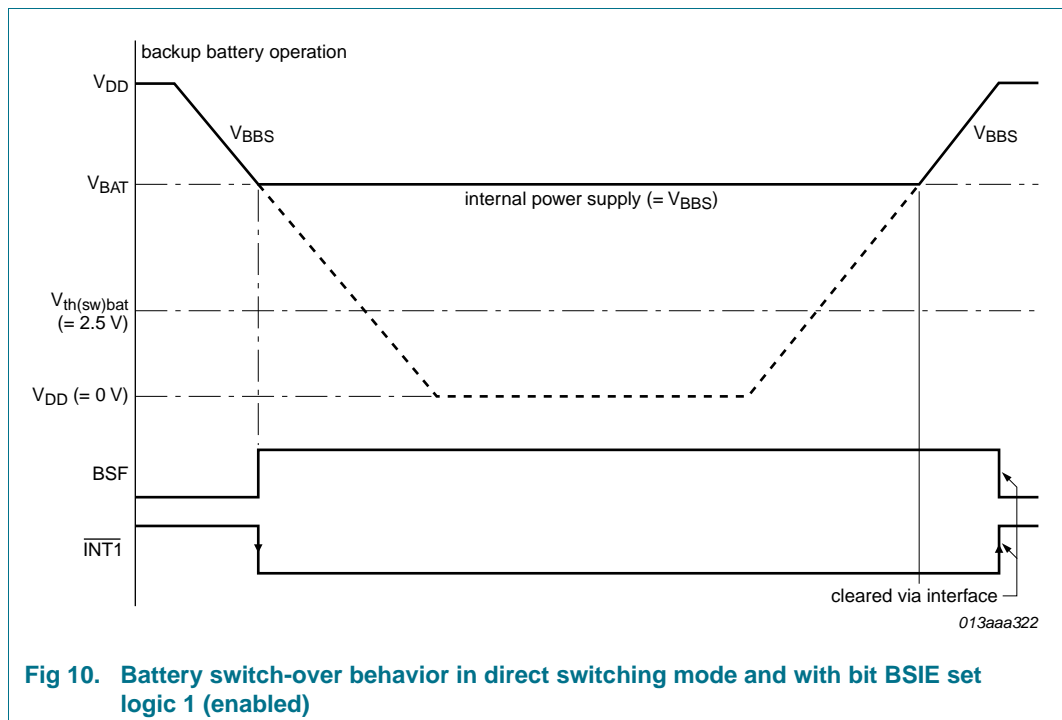 backup battery operation
VDD
VBBS
VBBS
VBAT
internal power supply (= VBBS)
Vth(sw)bat
(= 2.5 V)
VDD (= 0 V)
BSF
INT1
cleared via interface
013aaa322
Fig 10. Battery switch-over behavior in direct switching mode and with bit BSIE set
logic 1 (enabled)